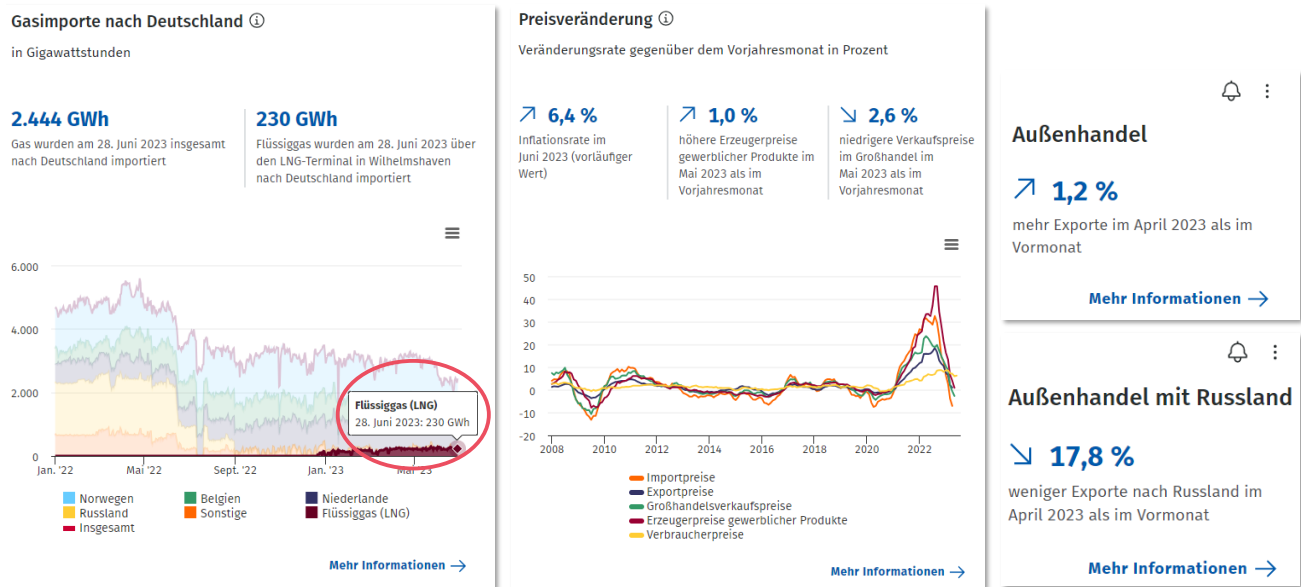 Gasimporte nach Deutschland
in Gigawattstunden
2.444 GWh
Gas wurden am 28. Juni 2023 insgesamt
nach Deutschland importiert
230 GWh
Flüssiggas wurden am 28. Juni 2023 über
den LNG-Terminal in Wilhelmshaven
nach Deutschland importiert
6.000
4.000
2.000
0
Flüssiggas (LNG)
28. Juni 2023: 230 GWh
Jan. '22
Mai '22
Sept. '22
Jan. '23
Mai '23
Norwegen
Belgien
Niederlande
Russland
Sonstige
Flüssiggas (LNG)
Insgesamt
Mehr Informationen
Preisveränderung
Veränderungsrate gegenüber dem Vorjahresmonat in Prozent
6,4 %
Inflationsrate im
Juni 2023 (vorläufiger
Wert)
1,0 %
höhere Erzeugerpreise
gewerblicher Produkte im
Mai 2023 als im
Vorjahresmonat
2,6 %
niedrigere Verkaufspreise
im Großhandel im
Mai 2023 als im
Vorjahresmonat
50
40
30
20
10
0
-10
-20
2008
2010
2012
2014
2016
2018
2020
2022
Importpreise
Exportpreise
Großhandelsverkaufspreise
Erzeugerpreise gewerblicher Produkte
Verbraucherpreise
Mehr Informationen
Außenhandel
1,2 %
mehr Exporte im April 2023 als im
Vormonat
Mehr Informationen
Außenhandel mit Russland
17,8 %
weniger Exporte nach Russland im
April 2023 als im Vormonat
Mehr Informationen